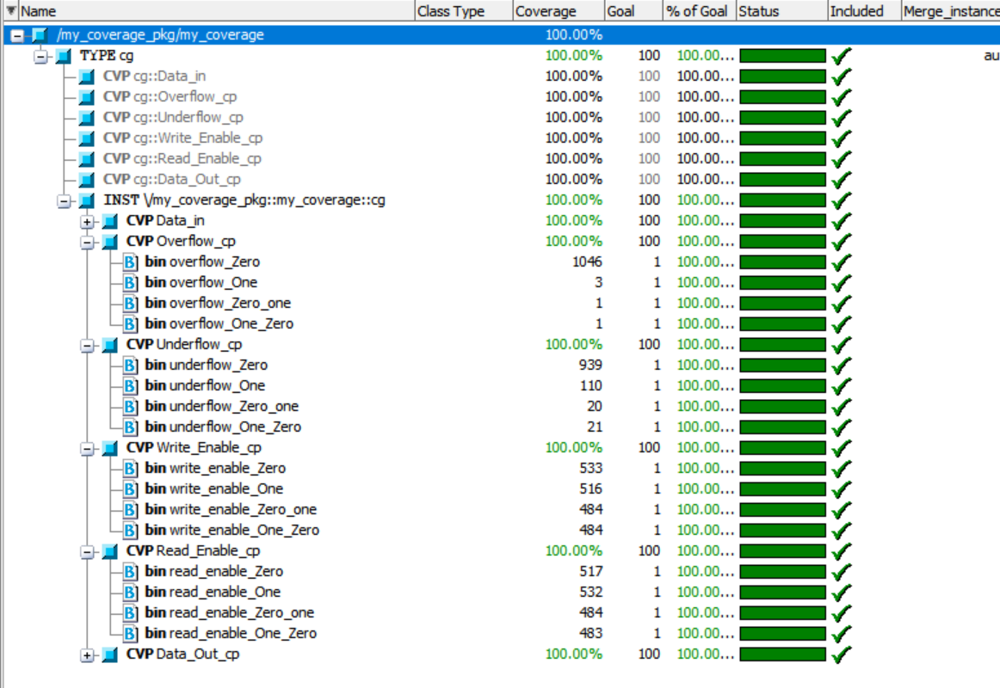 Name Class Type Coverage Goal % of Goal Status Included Merge_instance
/my_coverage_pkg/my_coverage 100.00%
TYPE cg 100.00% 100 100.00... au
CVP cg::Data_in 100.00% 100 100.00...
CVP cg::Overflow_cp 100.00% 100 100.00...
CVP cg::Underflow_cp 100.00% 100 100.00...
CVP cg::Write_Enable_cp 100.00% 100 100.00...
CVP cg::Read_Enable_cp 100.00% 100 100.00...
CVP cg::Data_Out_cp 100.00% 100 100.00...
INST \/my_coverage_pkg::my_coverage::cg 100.00% 100 100.00...
CVP Data_in 100.00% 100 100.00...
CVP Overflow_cp 100.00% 100 100.00...
B] bin overflow_Zero 1046 1 100.00...
B] bin overflow_One 3 1 100.00...
B] bin overflow_Zero_one 1 1 100.00...
B] bin overflow_One_Zero 1 1 100.00...
CVP Underflow_cp 100.00% 100 100.00...
B] bin underflow_Zero 939 1 100.00...
B] bin underflow_One 110 1 100.00...
B] bin underflow_Zero_one 20 1 100.00...
B] bin underflow_One_Zero 21 1 100.00...
CVP Write_Enable_cp 100.00% 100 100.00...
B] bin write_enable_Zero 533 1 100.00...
B] bin write_enable_One 516 1 100.00...
B] bin write_enable_Zero_one 484 1 100.00...
B] bin write_enable_One_Zero 484 1 100.00...
CVP Read_Enable_cp 100.00% 100 100.00...
B] bin read_enable_Zero 517 1 100.00...
B] bin read_enable_One 532 1 100.00...
B] bin read_enable_Zero_one 484 1 100.00...
B] bin read_enable_One_Zero 483 1 100.00...
CVP Data_Out_cp 100.00% 100 100.00...